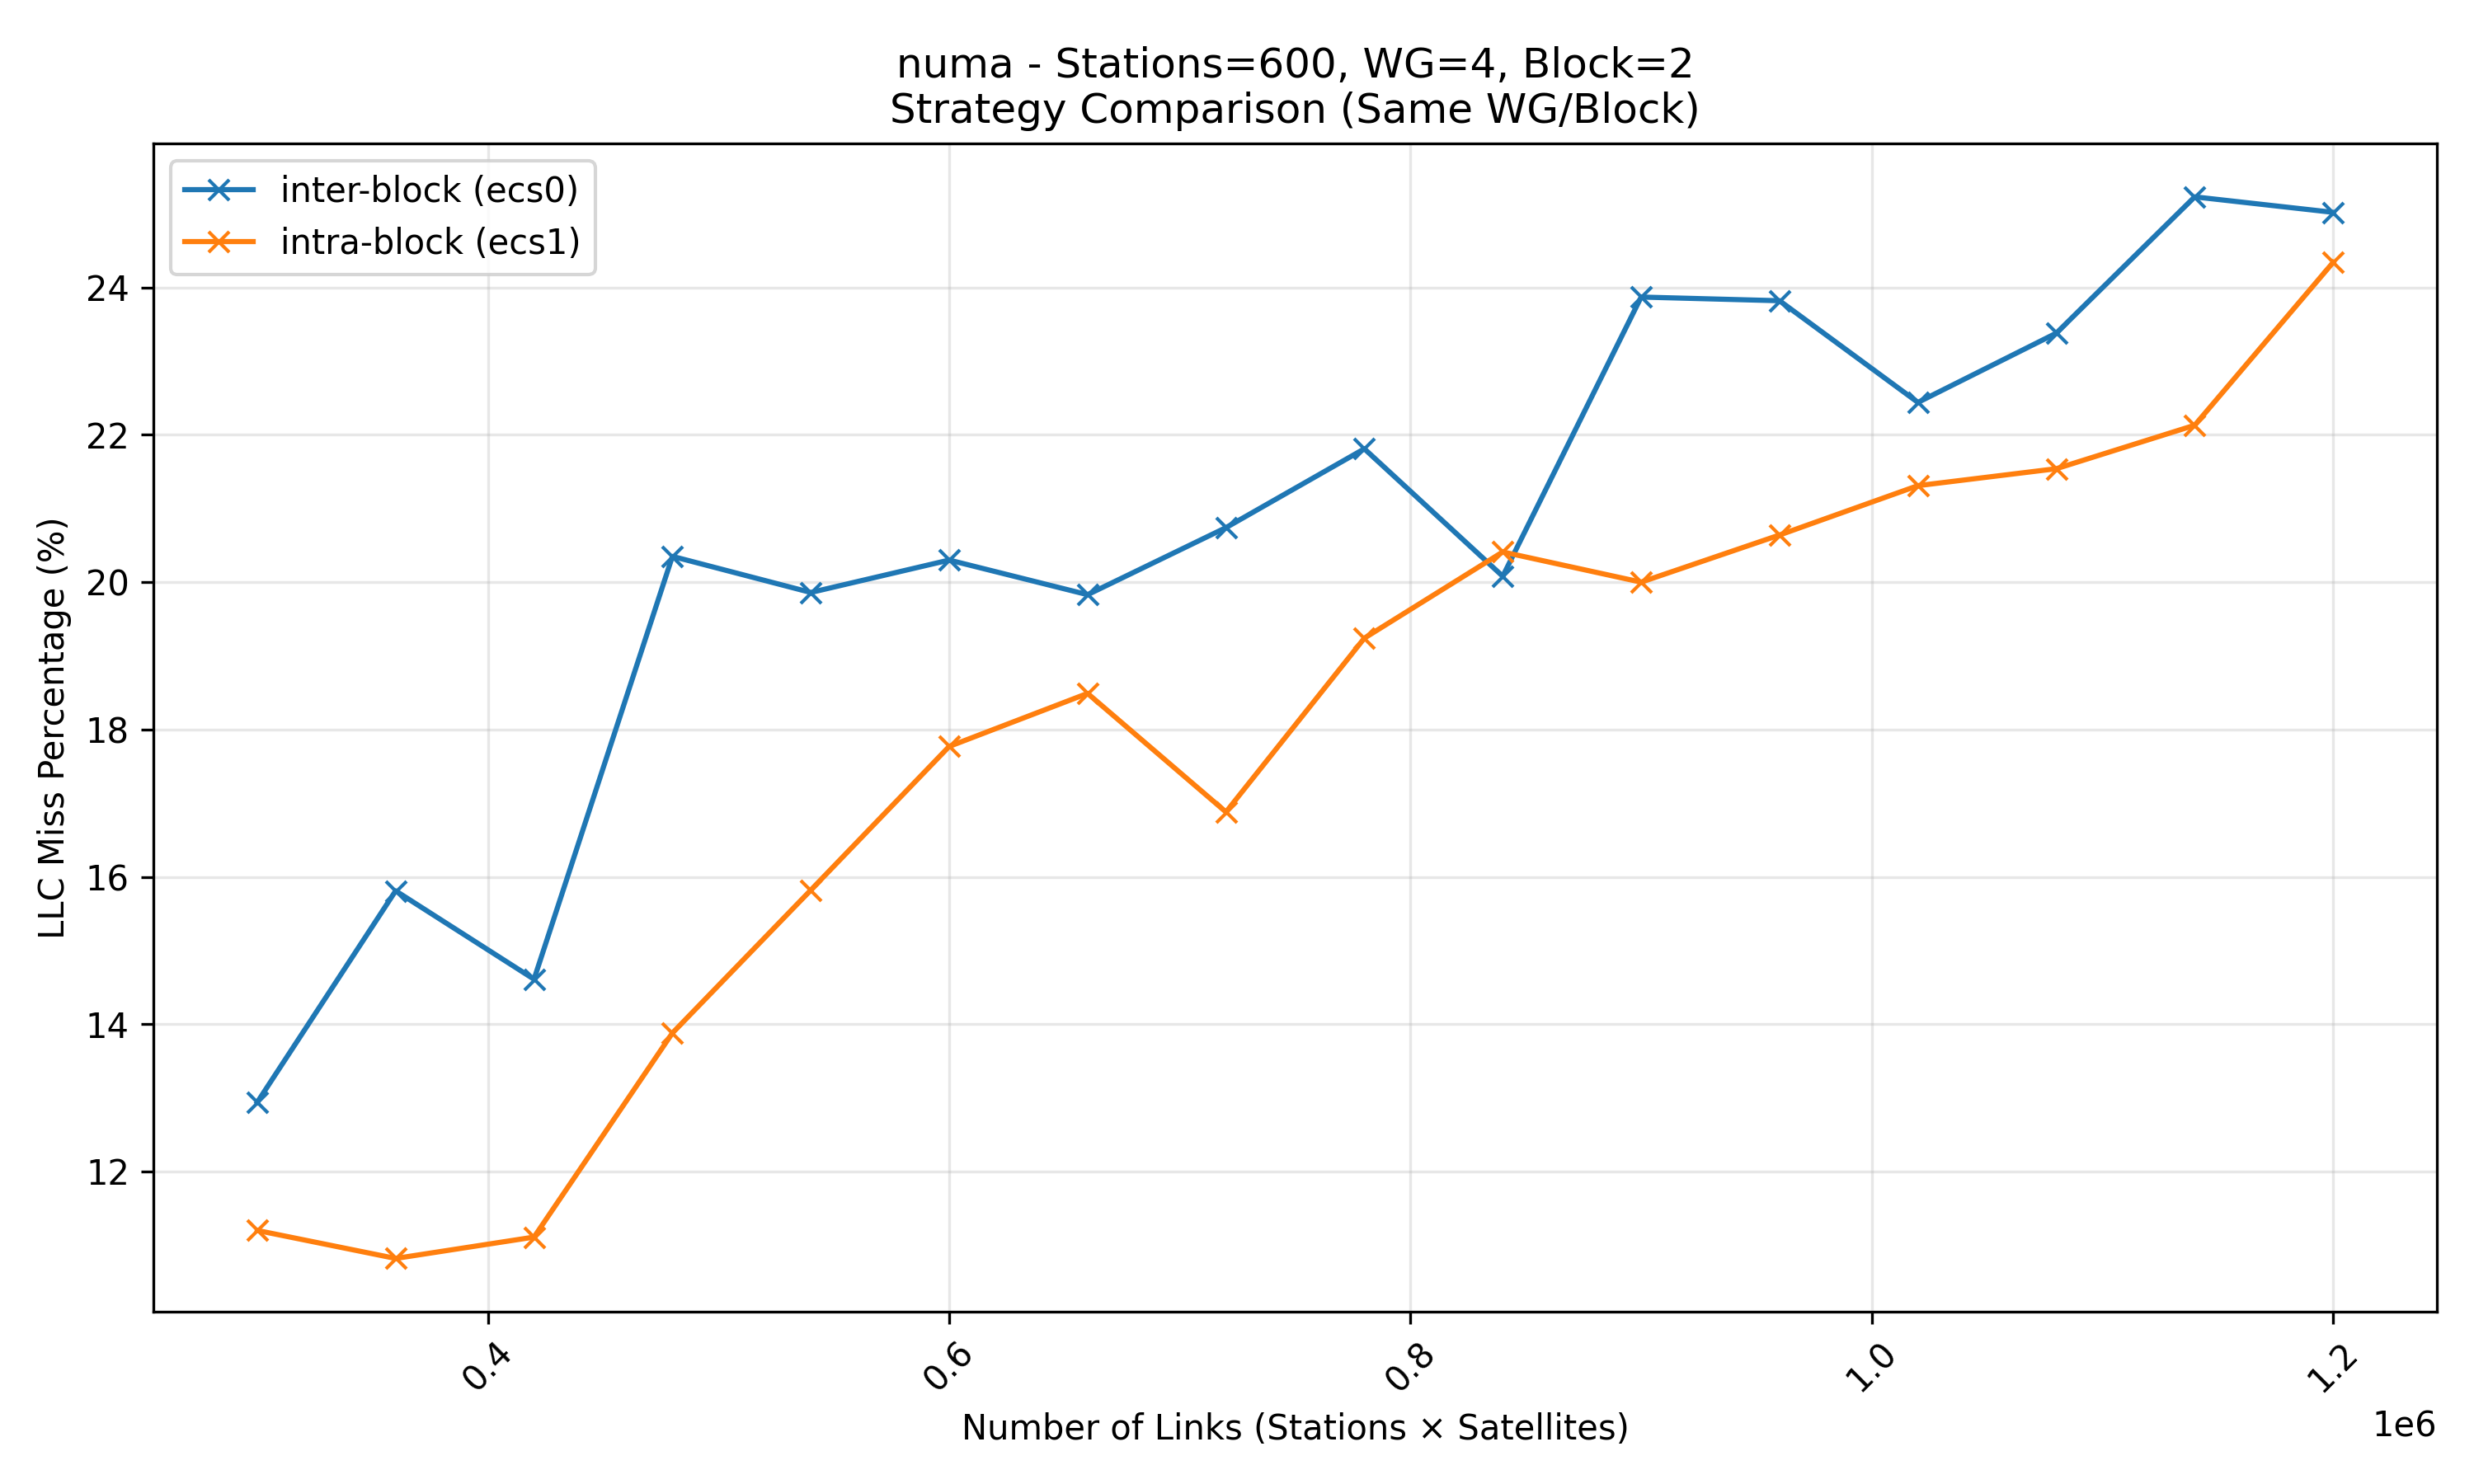 numa - Stations=600, WG=4, Block=2
Strategy Comparison (Same WG/Block)
inter-block (ecs0)
intra-block (ecs1)
LLC Miss Percentage (%)
24
22
20
18
16
14
12
0.4
0.6
0.8
1.0
1.2
1e6
Number of Links (Stations × Satellites)